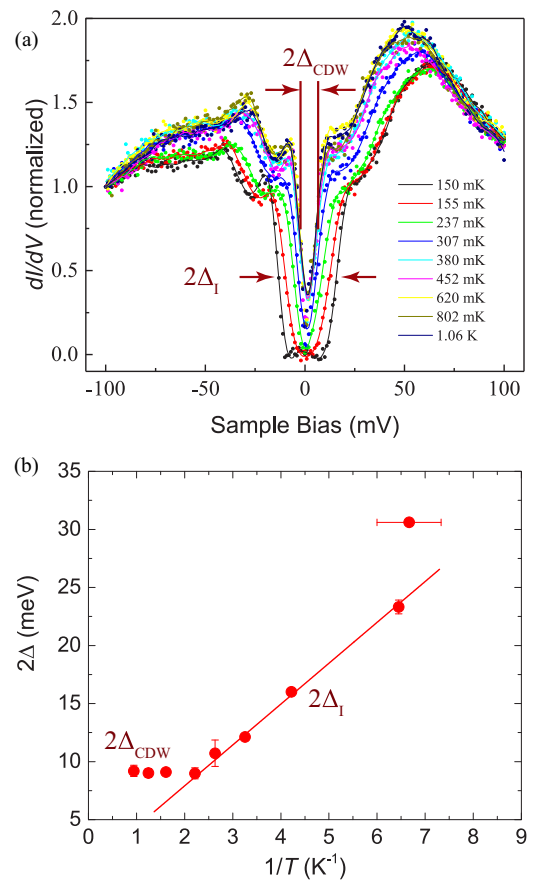 (a)
2Δ_CDW
2Δ_I
dI/dV (normalized)
2.0
1.5
1.0
0.5
0.0
-100
-50
0
50
100
Sample Bias (mV)
150 mK
155 mK
237 mK
307 mK
380 mK
452 mK
620 mK
802 mK
1.06 K
(b)
35
30
25
20
15
10
5
2Δ (meV)
2Δ_CDW
2Δ_I
0
1
2
3
4
5
6
7
8
9
1/T (K⁻¹)